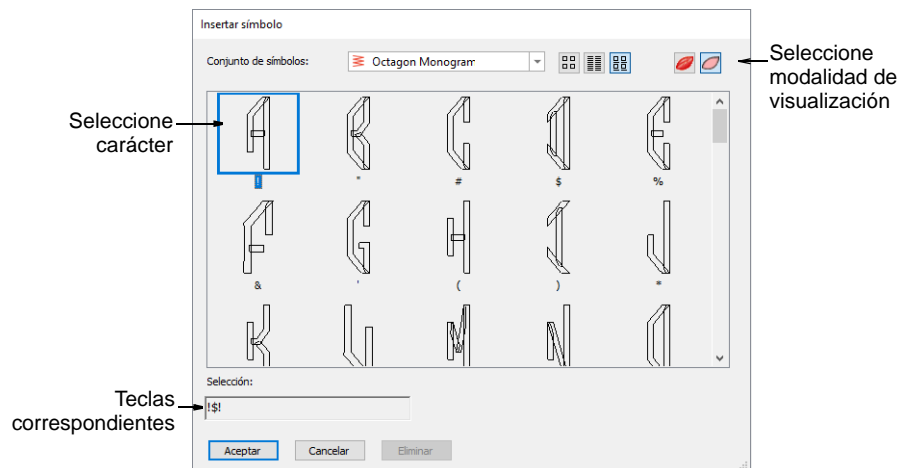 Insertar símbolo
Conjunto de símbolos:
Octagon Monogram
Seleccione
modalidad de
visualización
Seleccione
carácter
! " # $ %
& ' ( ) *
Selección:
Teclas
correspondientes
!$!
Aceptar Cancelar Eliminar